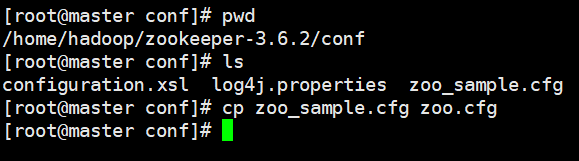 [root@master conf]# pwd
/home/hadoop/zookeeper-3.6.2/conf
[root@master conf]# ls
configuration.xsl  log4j.properties  zoo_sample.cfg
[root@master conf]# cp zoo_sample.cfg zoo.cfg
[root@master conf]#